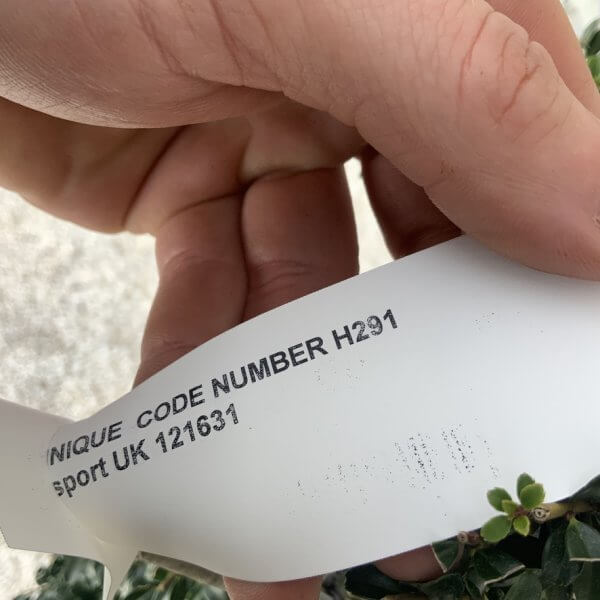 NIQUE CODE NUMBER H291
sport UK 121631